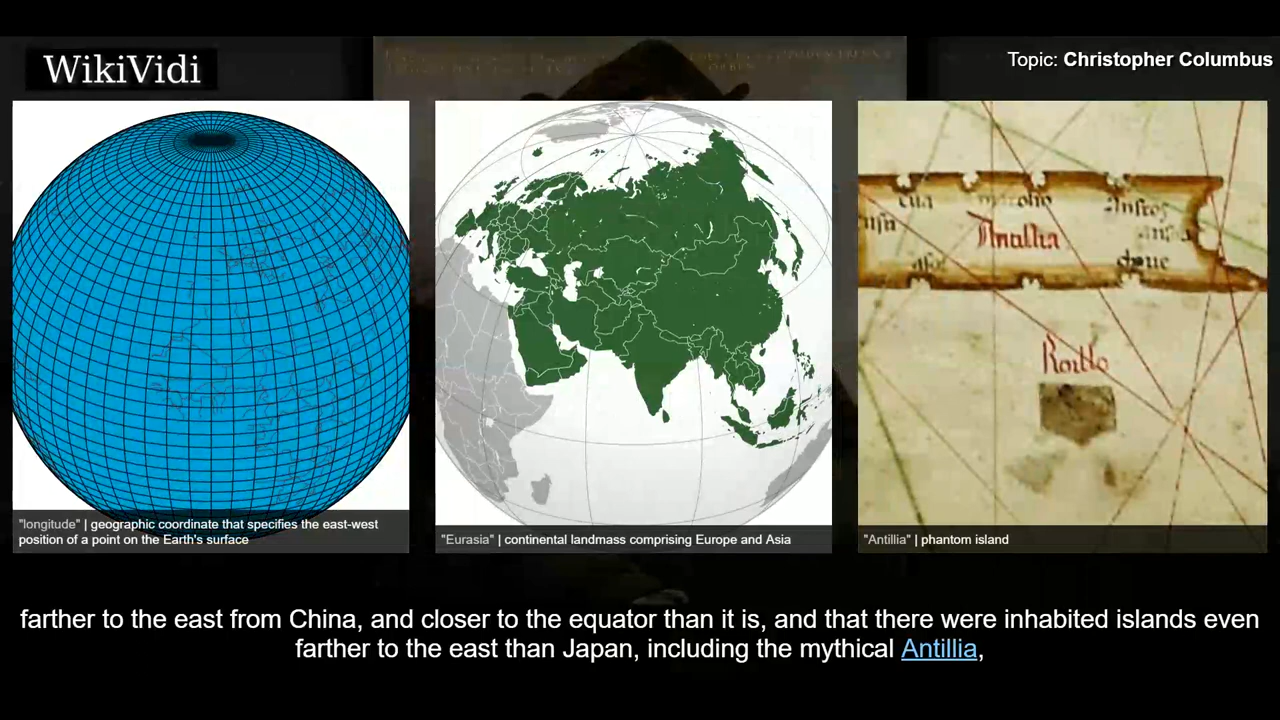 WikiVidi
Topic: Christopher Columbus
"longitude" | geographic coordinate that specifies the east-west
position of a point on the Earth's surface
"Eurasia" | continental landmass comprising Europe and Asia
"Antillia" | phantom island
farther to the east from China, and closer to the equator than it is, and that there were inhabited islands even
farther to the east than Japan, including the mythical Antillia,